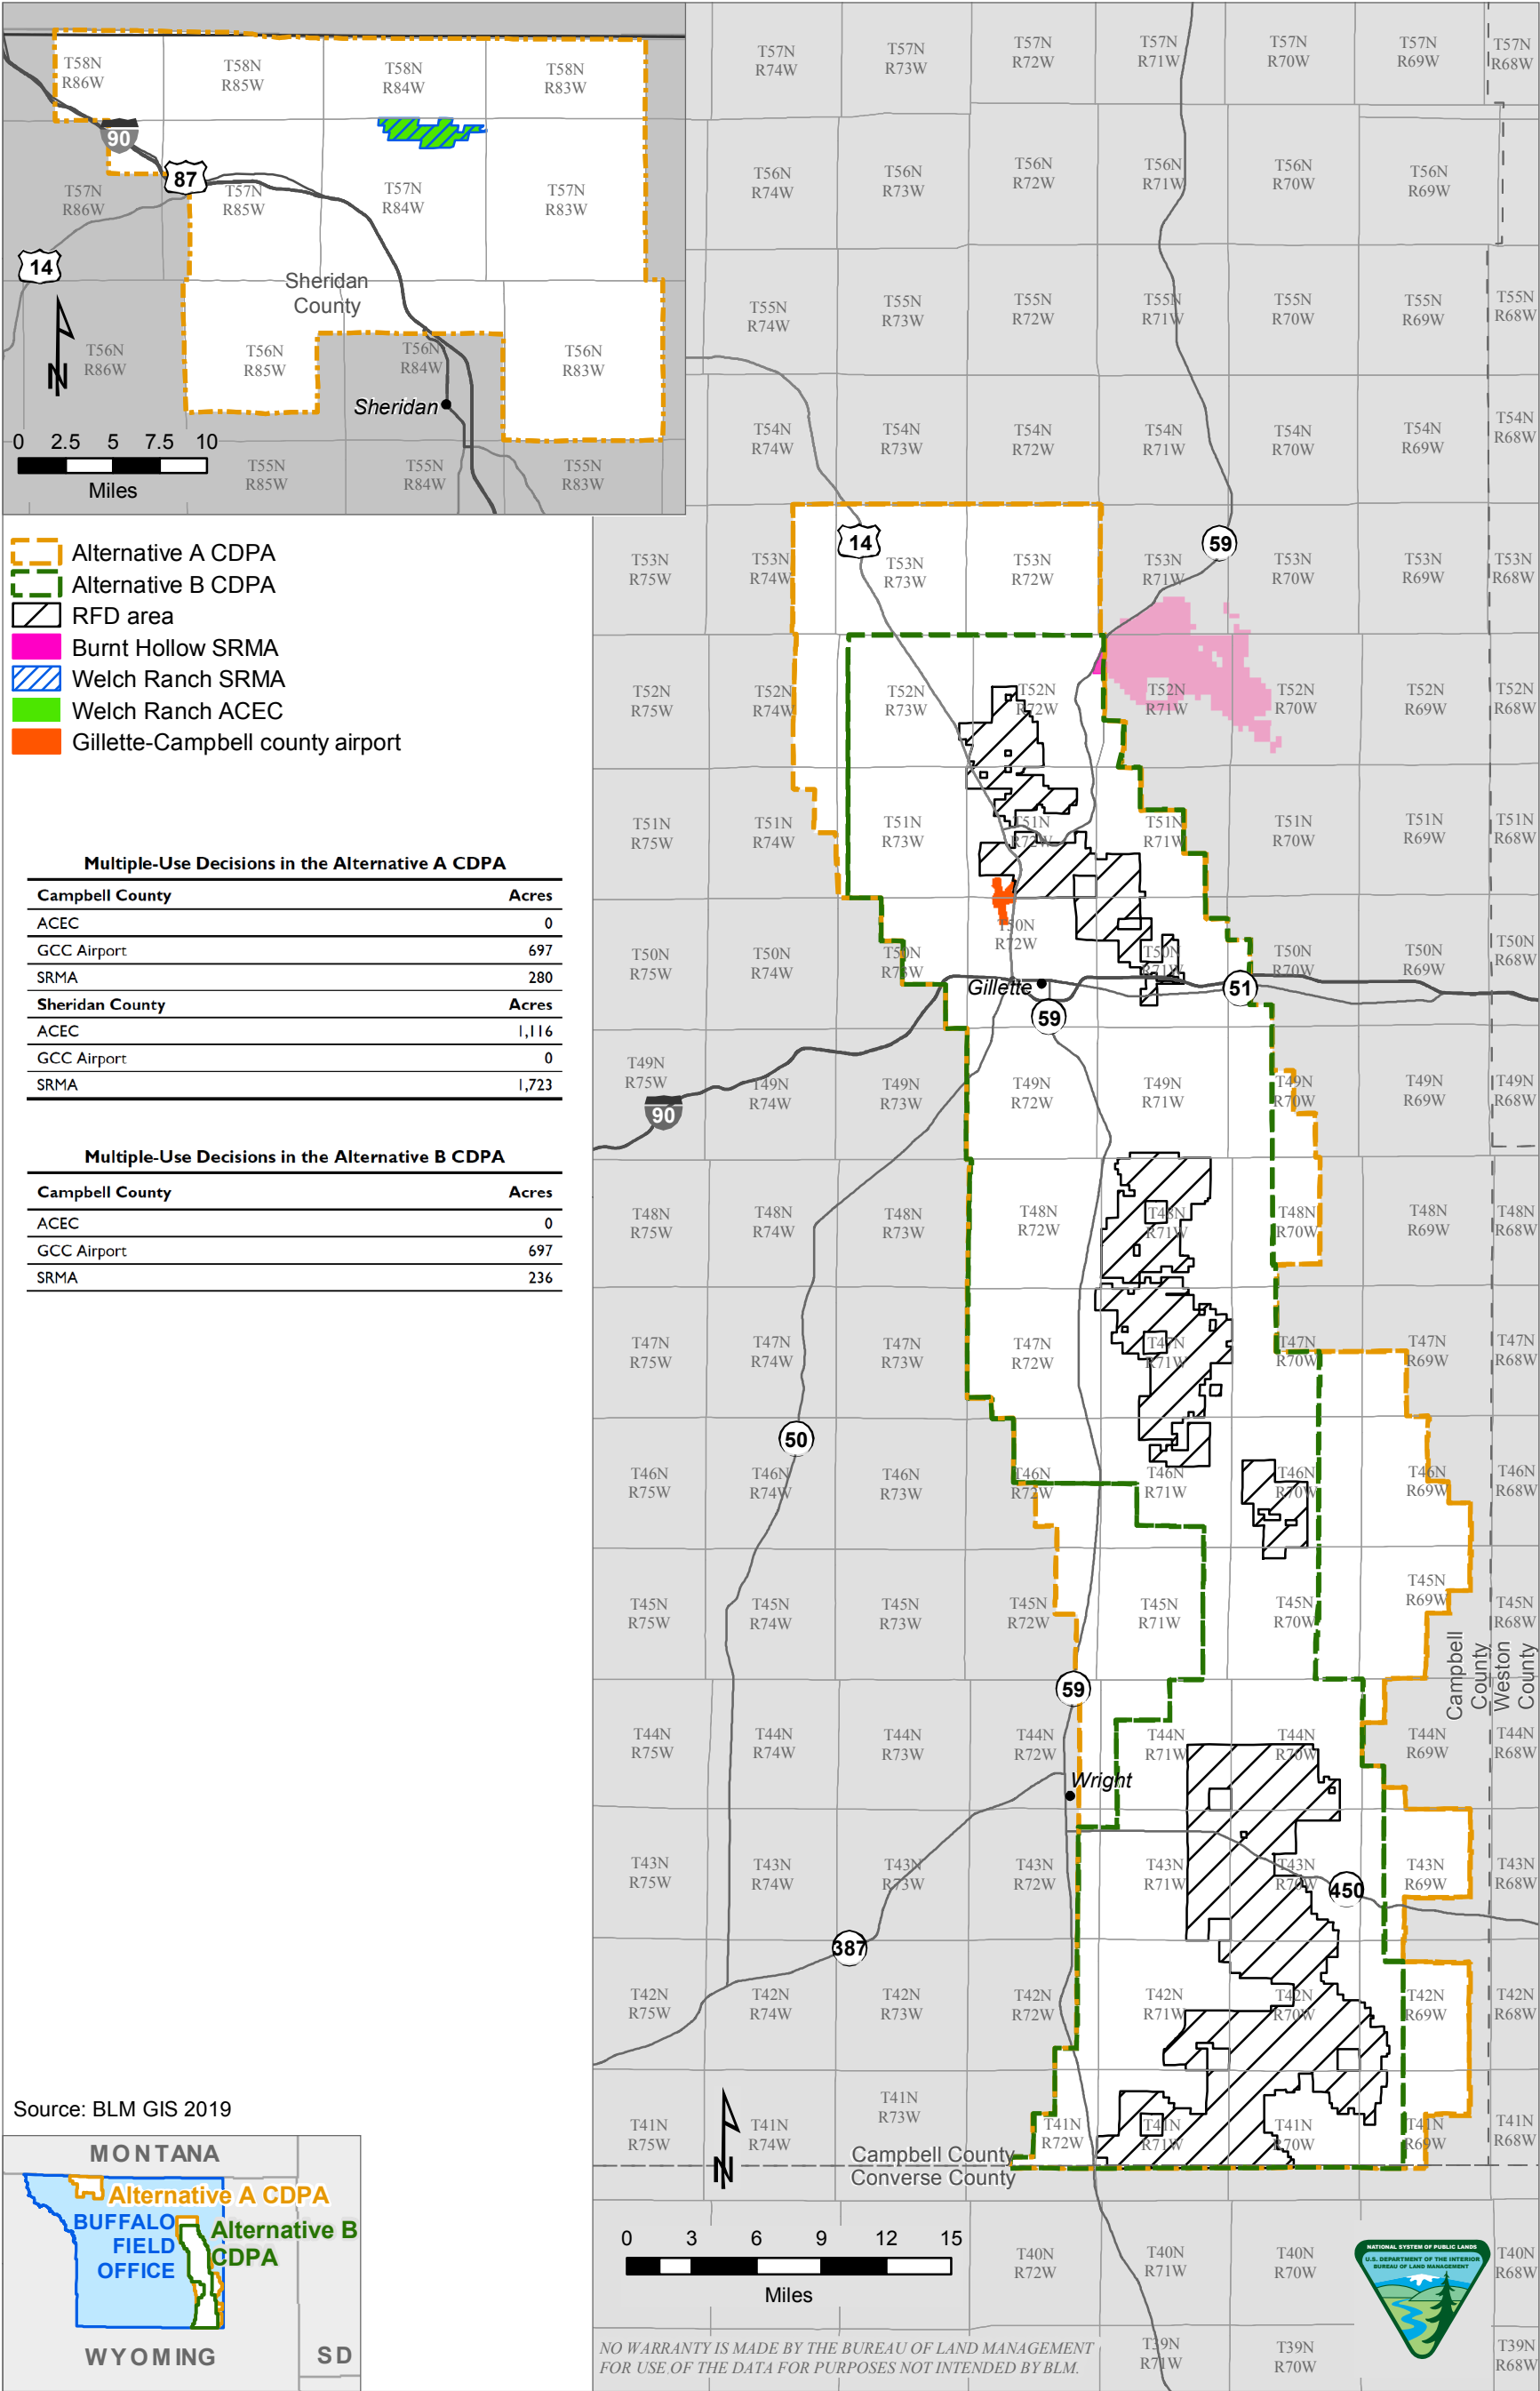 T58N
R86W
T58N
R85W
T58N
R84W
T58N
R83W
90
87
T57N
R86W
T57N
R85W
T57N
R84W
T57N
R83W
14
Sheridan
County
T56N
R86W
T56N
R85W
T56N
R84W
T56N
R83W
N
Sheridan
0 2.5 5 7.5 10
Miles
T55N
R85W
T55N
R84W
T55N
R83W
Alternative A CDPA
Alternative B CDPA
RFD area
Burnt Hollow SRMA
Welch Ranch SRMA
Welch Ranch ACEC
Gillette-Campbell county airport
Multiple-Use Decisions in the Alternative A CDPA
Campbell County Acres
ACEC 0
GCC Airport 697
SRMA 280
Sheridan County Acres
ACEC 1,116
GCC Airport 0
SRMA 1,723
Multiple-Use Decisions in the Alternative B CDPA
Campbell County Acres
ACEC 0
GCC Airport 697
SRMA 236
Source: BLM GIS 2019
MONTANA
Alternative A CDPA
BUFFALO
FIELD
OFFICE
Alternative B
CDPA
WYOMING
SD
T57N T57N T57N T57N T57N T57N T57N
R74W R73W R72W R71W R70W R69W R68W
T56N T56N T56N T56N T56N T56N
R74W R73W R72W R71W R70W R69W
T55N T55N T55N T55N T55N T55N T55N
R74W R73W R72W R71W R70W R69W R68W
T54N T54N T54N T54N T54N T54N T54N
R74W R73W R72W R71W R70W R69W R68W
14
59
T53N T53N T53N T53N T53N T53N T53N T53N
R75W R74W R73W R72W R71W R70W R69W R68W
T52N T52N T52N T52N T52N T52N T52N T52N
R75W R74W R73W R72W R71W R70W R69W R68W
T51N T51N T51N T51N T51N T51N T51N T51N
R75W R74W R73W R72W R71W R70W R69W R68W
T50N T50N T50N T50N T50N T50N T50N T50N
R75W R74W R73W R72W R71W R70W R69W R68W
Gillette
51
59
T49N T49N T49N T49N T49N T49N T49N T49N
R75W R74W R73W R72W R71W R70W R69W R68W
90
T48N T48N T48N T48N T48N T48N T48N T48N
R75W R74W R73W R72W R71W R70W R69W R68W
T47N T47N T47N T47N T47N T47N T47N T47N
R75W R74W R73W R72W R71W R70W R69W R68W
50
T46N T46N T46N T46N T46N T46N T46N T46N
R75W R74W R73W R72W R71W R70W R69W R68W
T45N T45N T45N T45N T45N T45N T45N T45N
R75W R74W R73W R72W R71W R70W R69W R68W
Campbell
County
Weston
County
59
T44N T44N T44N T44N T44N T44N T44N T44N
R75W R74W R73W R72W R71W R70W R69W R68W
Wright
T43N T43N T43N T43N T43N T43N T43N T43N
R75W R74W R73W R72W R71W R70W R69W R68W
450
387
T42N T42N T42N T42N T42N T42N T42N T42N
R75W R74W R73W R72W R71W R70W R69W R68W
T41N T41N T41N T41N T41N T41N T41N T41N
R75W R74W R73W R72W R71W R70W R69W R68W
N
Campbell County
Converse County
0 3 6 9 12 15
Miles
T40N T40N T40N T40N
R72W R71W R70W R68W
NATIONAL SYSTEM OF PUBLIC LANDS
U.S. DEPARTMENT OF THE INTERIOR
BUREAU OF LAND MANAGEMENT
T39N T39N T39N
R71W R70W R68W
NO WARRANTY IS MADE BY THE BUREAU OF LAND MANAGEMENT
FOR USE OF THE DATA FOR PURPOSES NOT INTENDED BY BLM.